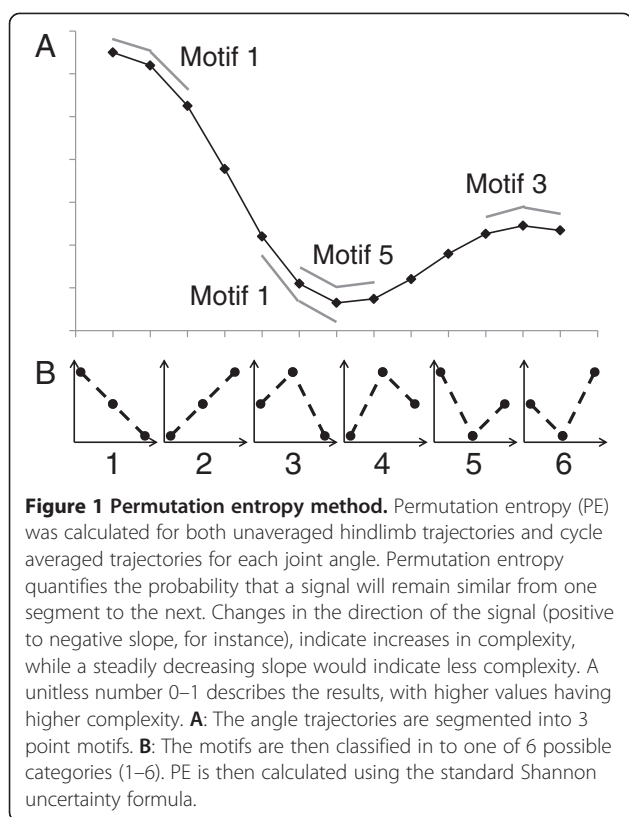 A
Motif 1
Motif 3
Motif 5
Motif 1
B
1 2 3 4 5 6
Figure 1 Permutation entropy method. Permutation entropy (PE)
was calculated for both unaveraged hindlimb trajectories and cycle
averaged trajectories for each joint angle. Permutation entropy
quantifies the probability that a signal will remain similar from one
segment to the next. Changes in the direction of the signal (positive
to negative slope, for instance), indicate increases in complexity,
while a steadily decreasing slope would indicate less complexity. A
unitless number 0–1 describes the results, with higher values having
higher complexity. A: The angle trajectories are segmented into 3
point motifs. B: The motifs are then classified in to one of 6 possible
categories (1–6). PE is then calculated using the standard Shannon
uncertainty formula.